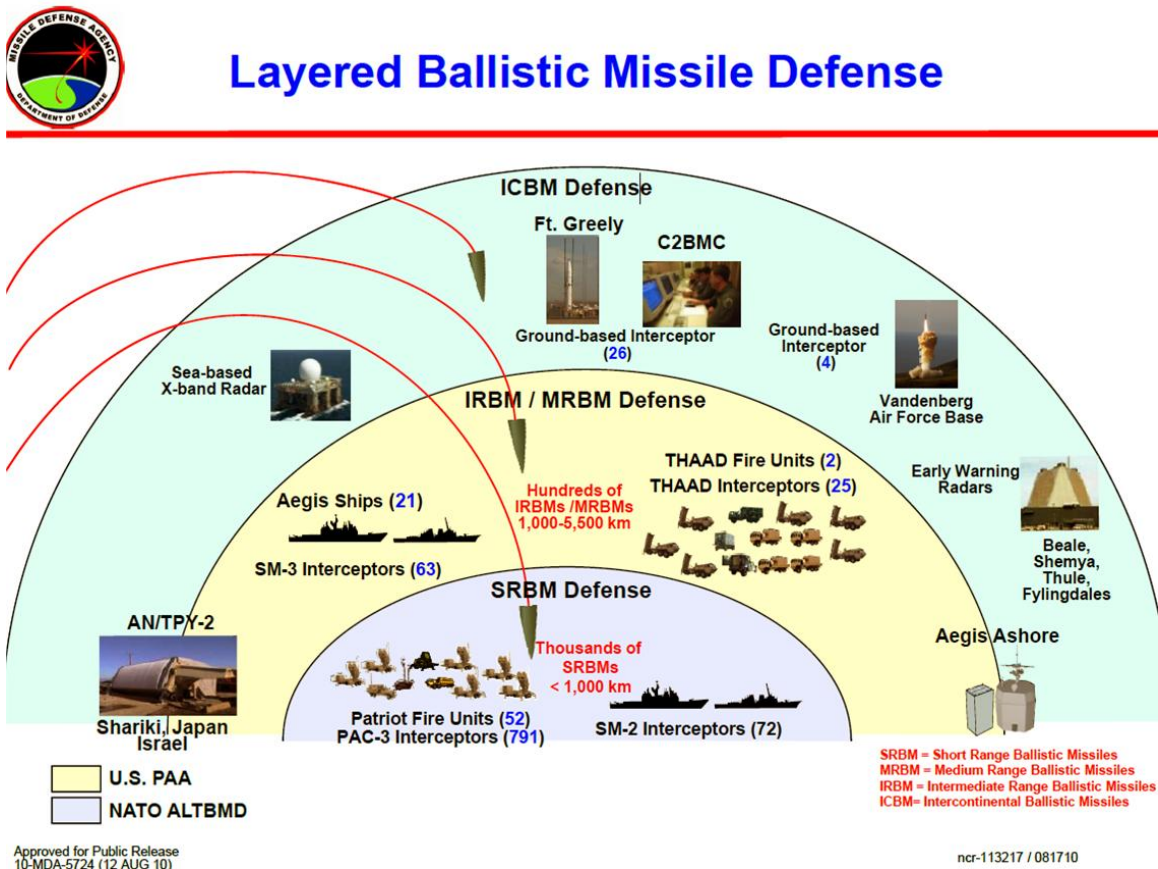 MISSILE DEFENSE AGENCY
DEPARTMENT OF DEFENSE
Layered Ballistic Missile Defense
ICBM Defense
Ft. Greely
C2BMC
Ground-based Interceptor
(26)
Ground-based
Interceptor
(4)
Vandenberg
Air Force Base
Sea-based
X-band Radar
IRBM / MRBM Defense
THAAD Fire Units (2)
THAAD Interceptors (25)
Early Warning
Radars
Beale,
Shemya,
Thule,
Fylingdales
Hundreds of
IRBMs /MRBMs
1,000-5,500 km
Aegis Ships (21)
SM-3 Interceptors (63)
SRBM Defense
AN/TPY-2
Shariki, Japan
Israel
Aegis Ashore
Thousands of
SRBMs
< 1,000 km
Patriot Fire Units (52)
PAC-3 Interceptors (791)
SM-2 Interceptors (72)
U.S. PAA
NATO ALTBMD
SRBM = Short Range Ballistic Missiles
MRBM = Medium Range Ballistic Missiles
IRBM = Intermediate Range Ballistic Missiles
ICBM= Intercontinental Ballistic Missiles
Approved for Public Release
10-MDA-5724 (12 AUG 10)
ncr-113217 / 081710